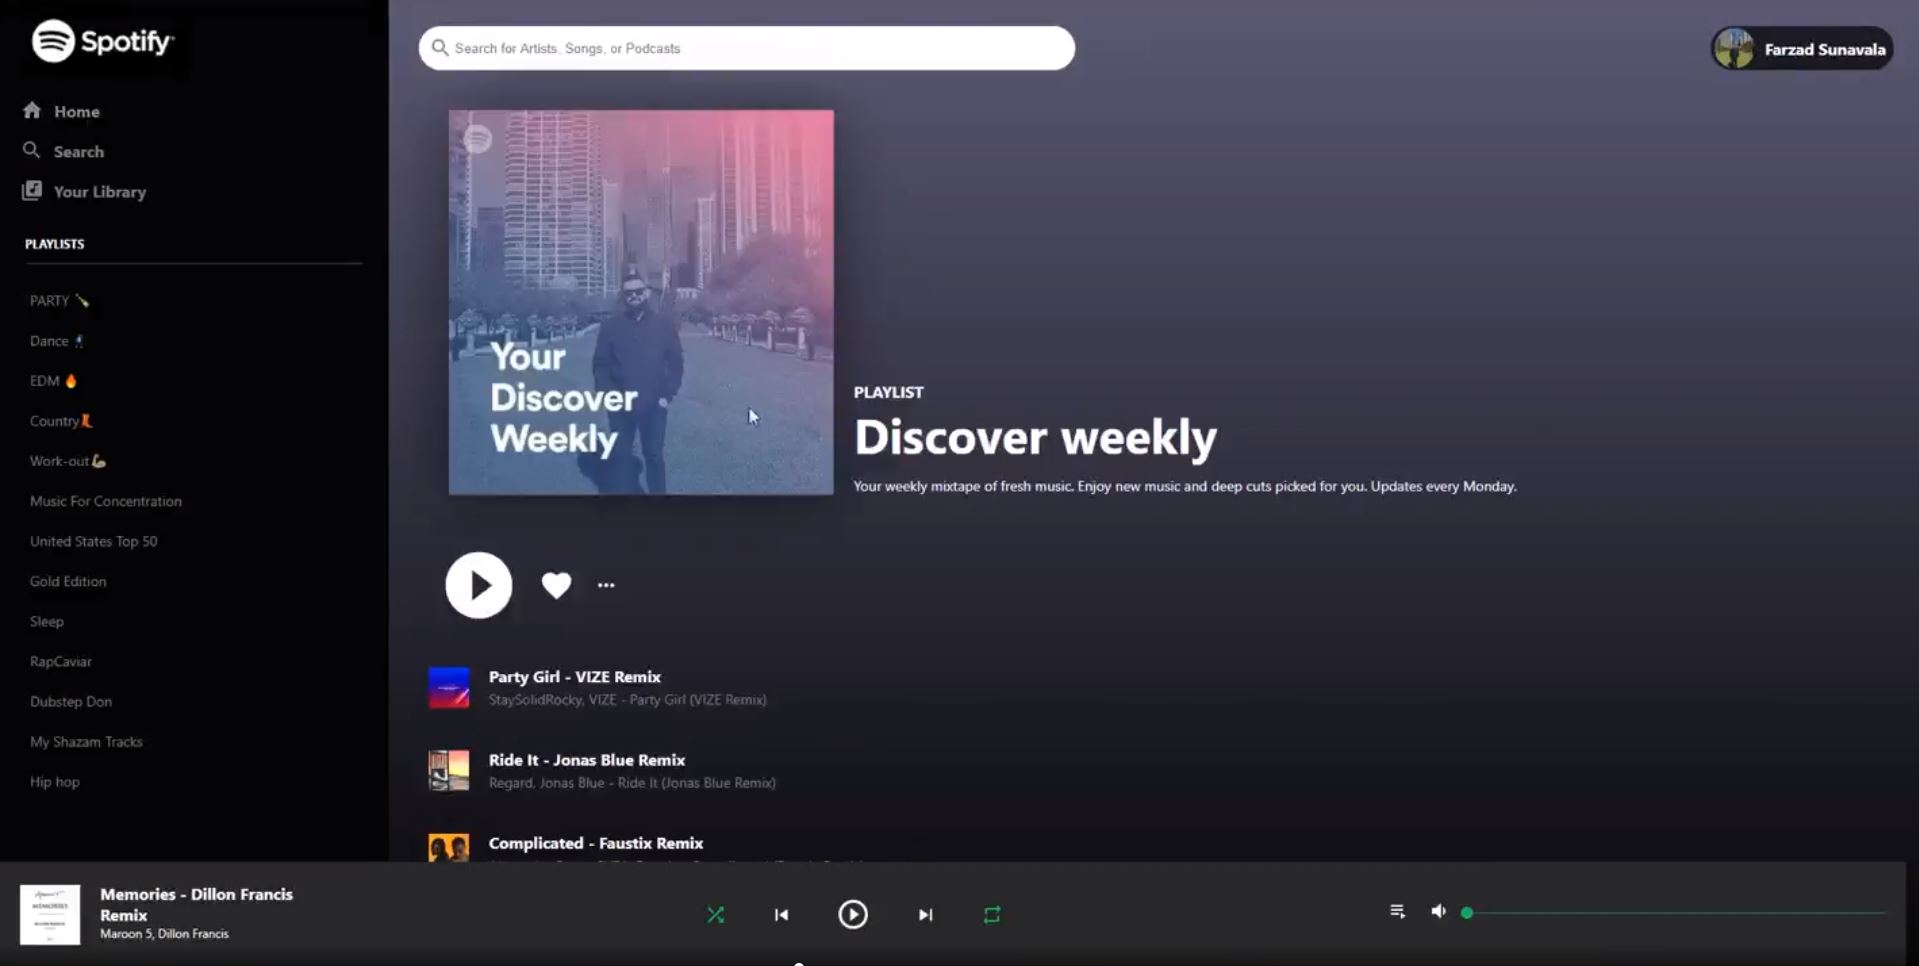 Spotify
Home
Search
Your Library
PLAYLISTS
PARTY
Dance
EDM
Country
Work-out
Music For Concentration
United States Top 50
Gold Edition
Sleep
RapCaviar
Dubstep Don
My Shazam Tracks
Hip hop
Search for Artists, Songs, or Podcasts
Farzad Sunavala
Your
Discover
Weekly
PLAYLIST
Discover weekly
Your weekly mixtape of fresh music. Enjoy new music and deep cuts picked for you. Updates every Monday.
Party Girl - VIZE Remix
StaySolidRocky, VIZE - Party Girl (VIZE Remix)
Ride It - Jonas Blue Remix
Regard, Jonas Blue - Ride It (Jonas Blue Remix)
Complicated - Faustix Remix
MEMORIES
Memories - Dillon Francis
Remix
Maroon 5, Dillon Francis